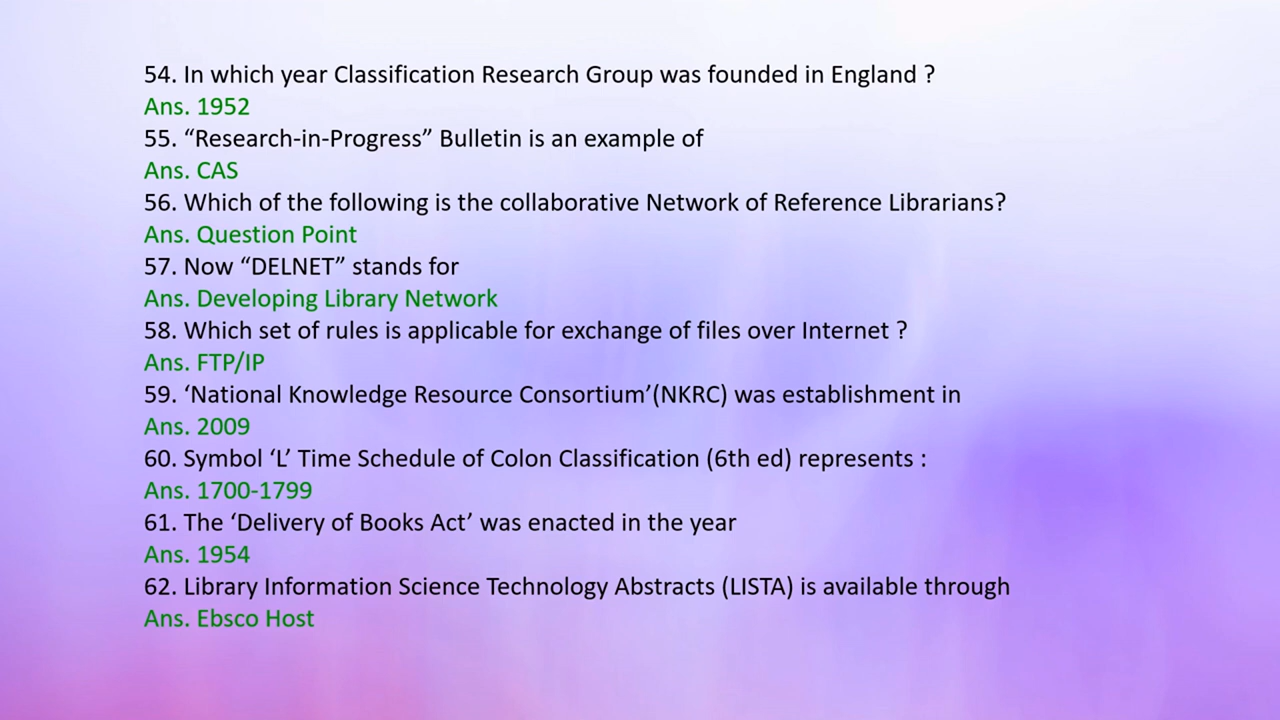 54. In which year Classification Research Group was founded in England ?
Ans. 1952
55. “Research-in-Progress” Bulletin is an example of
Ans. CAS
56. Which of the following is the collaborative Network of Reference Librarians?
Ans. Question Point
57. Now “DELNET” stands for
Ans. Developing Library Network
58. Which set of rules is applicable for exchange of files over Internet ?
Ans. FTP/IP
59. ‘National Knowledge Resource Consortium’(NKRC) was establishment in
Ans. 2009
60. Symbol ‘L’ Time Schedule of Colon Classification (6th ed) represents :
Ans. 1700-1799
61. The ‘Delivery of Books Act’ was enacted in the year
Ans. 1954
62. Library Information Science Technology Abstracts (LISTA) is available through
Ans. Ebsco Host